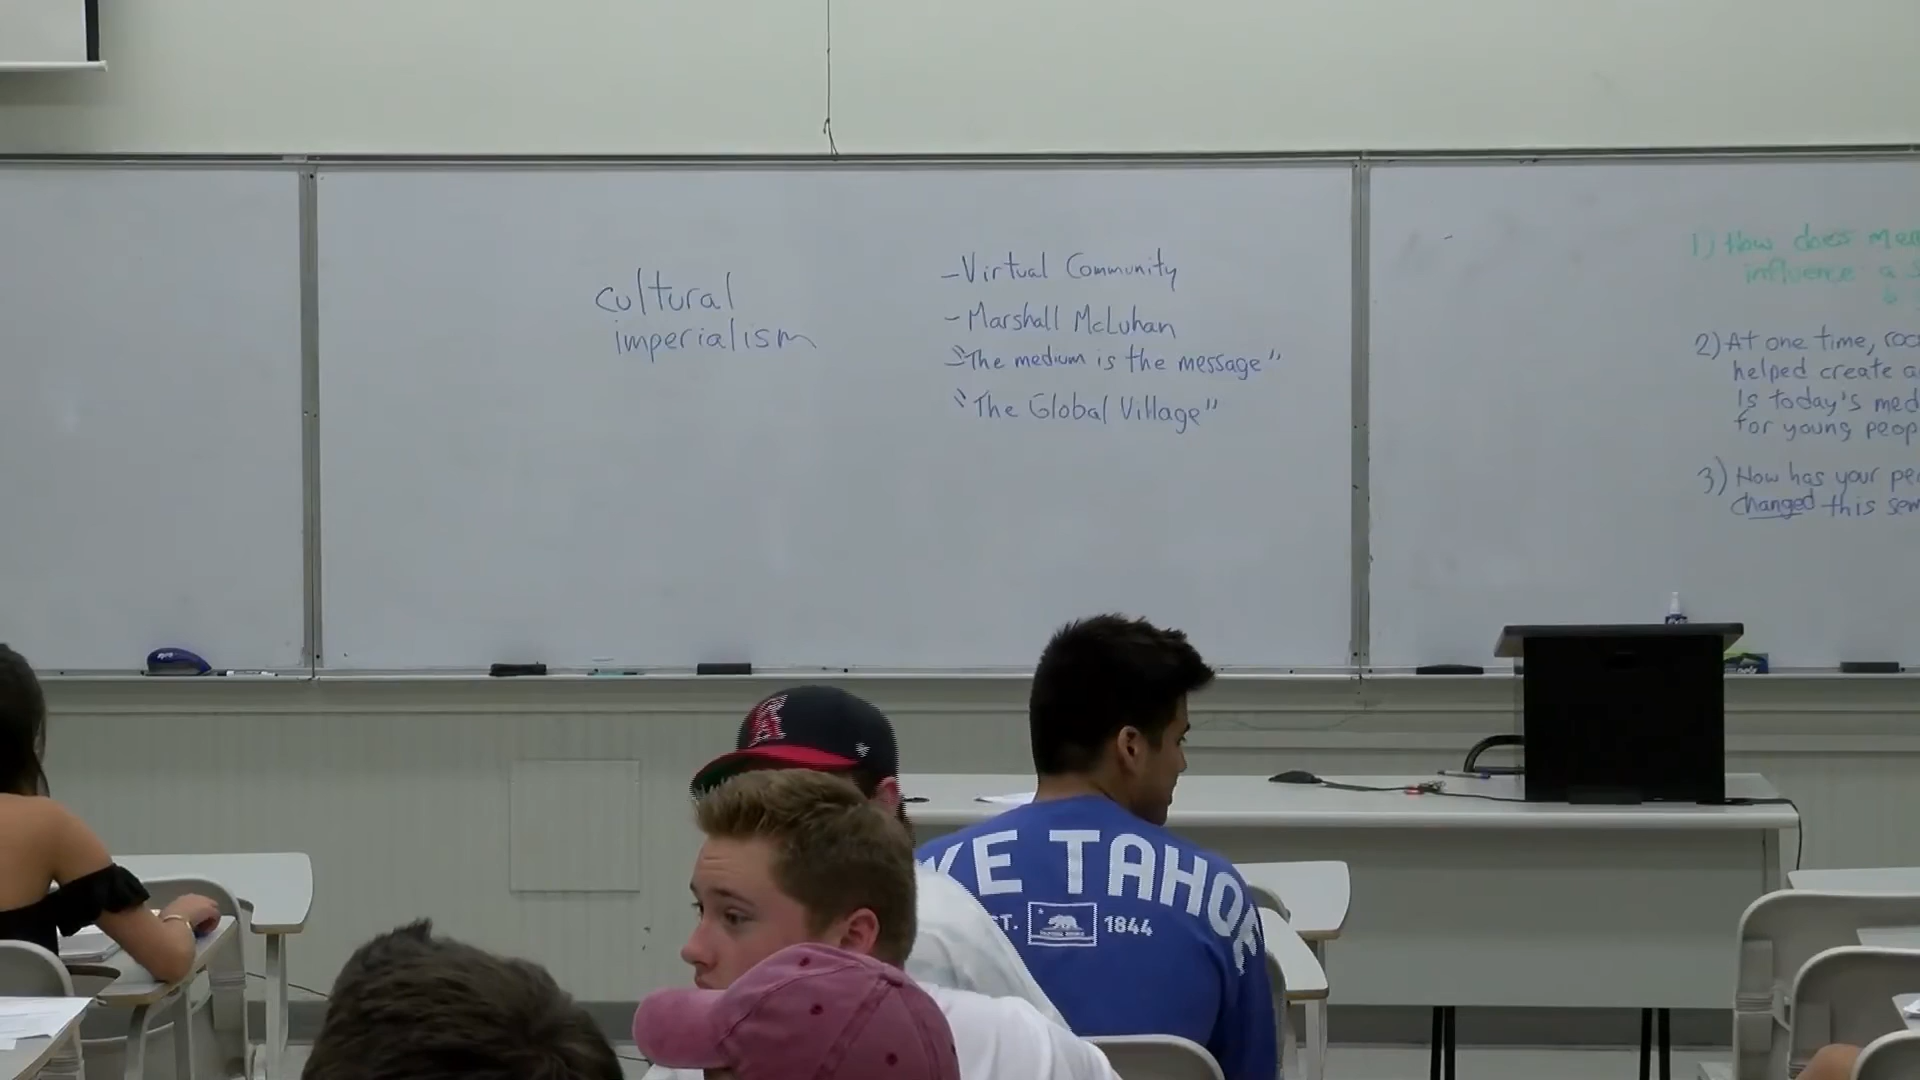 cultural
imperialism
- Virtual Community
- Marshall McLuhan
- "The medium is the message"
"The Global Village"
1) How does
influence a
2) At one time,
helped create
Is today's
for young
3) How has your
changed this
KE TAHOE
ST. 1844
A